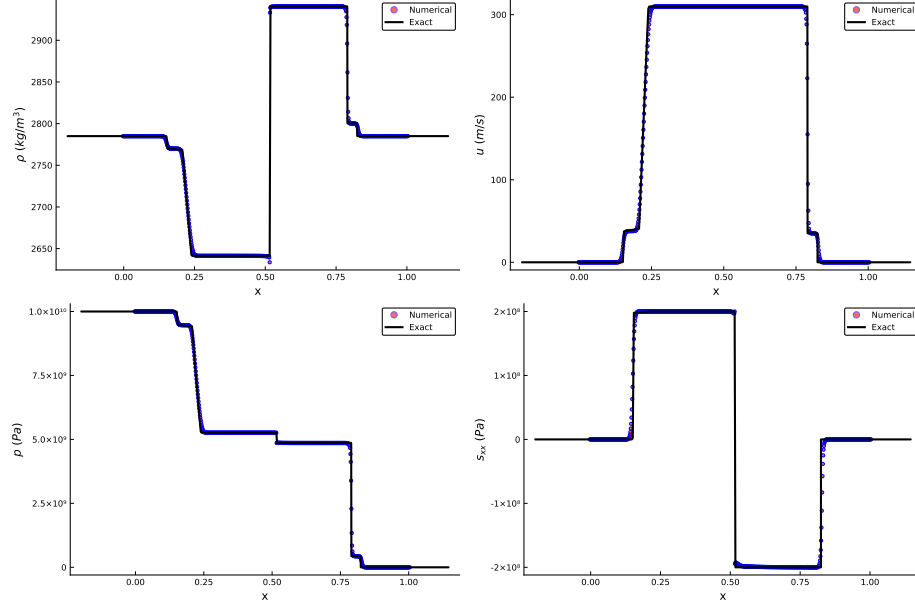 Numerical
Exact
2900
2850
2800
2750
2700
2650
ρ (kg/m³)
0.00
0.25
0.50
0.75
1.00
x
Numerical
Exact
300
200
100
0
u (m/s)
0.00
0.25
0.50
0.75
1.00
x
Numerical
Exact
1.0×10¹⁰
7.5×10⁹
5.0×10⁹
2.5×10⁹
0
p (Pa)
0.00
0.25
0.50
0.75
1.00
x
Numerical
Exact
2×10⁸
1×10⁸
0
-1×10⁸
-2×10⁸
sₓₓ (Pa)
0.00
0.25
0.50
0.75
1.00
x